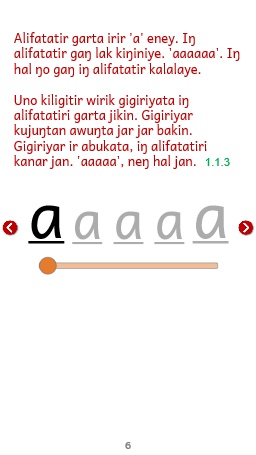 Alifatatir garta irir 'a' eney. Iŋ
alifatatir gaŋ lak kiŋiniye. 'aaaaaa'. Iŋ
hal ŋo gaŋ iŋ alifatatir kalalaye.
Uno kiligitir wirik gigiriyata iŋ
alifatatiri garta jikin. Gigiriyar
kujuŋtan awuŋta jar jar bakin.
Gigiriyar ir abukata, iŋ alifatatiri
kanar jan. 'aaaaa', neŋ hal jan. 1.1.3
a a a a a
6